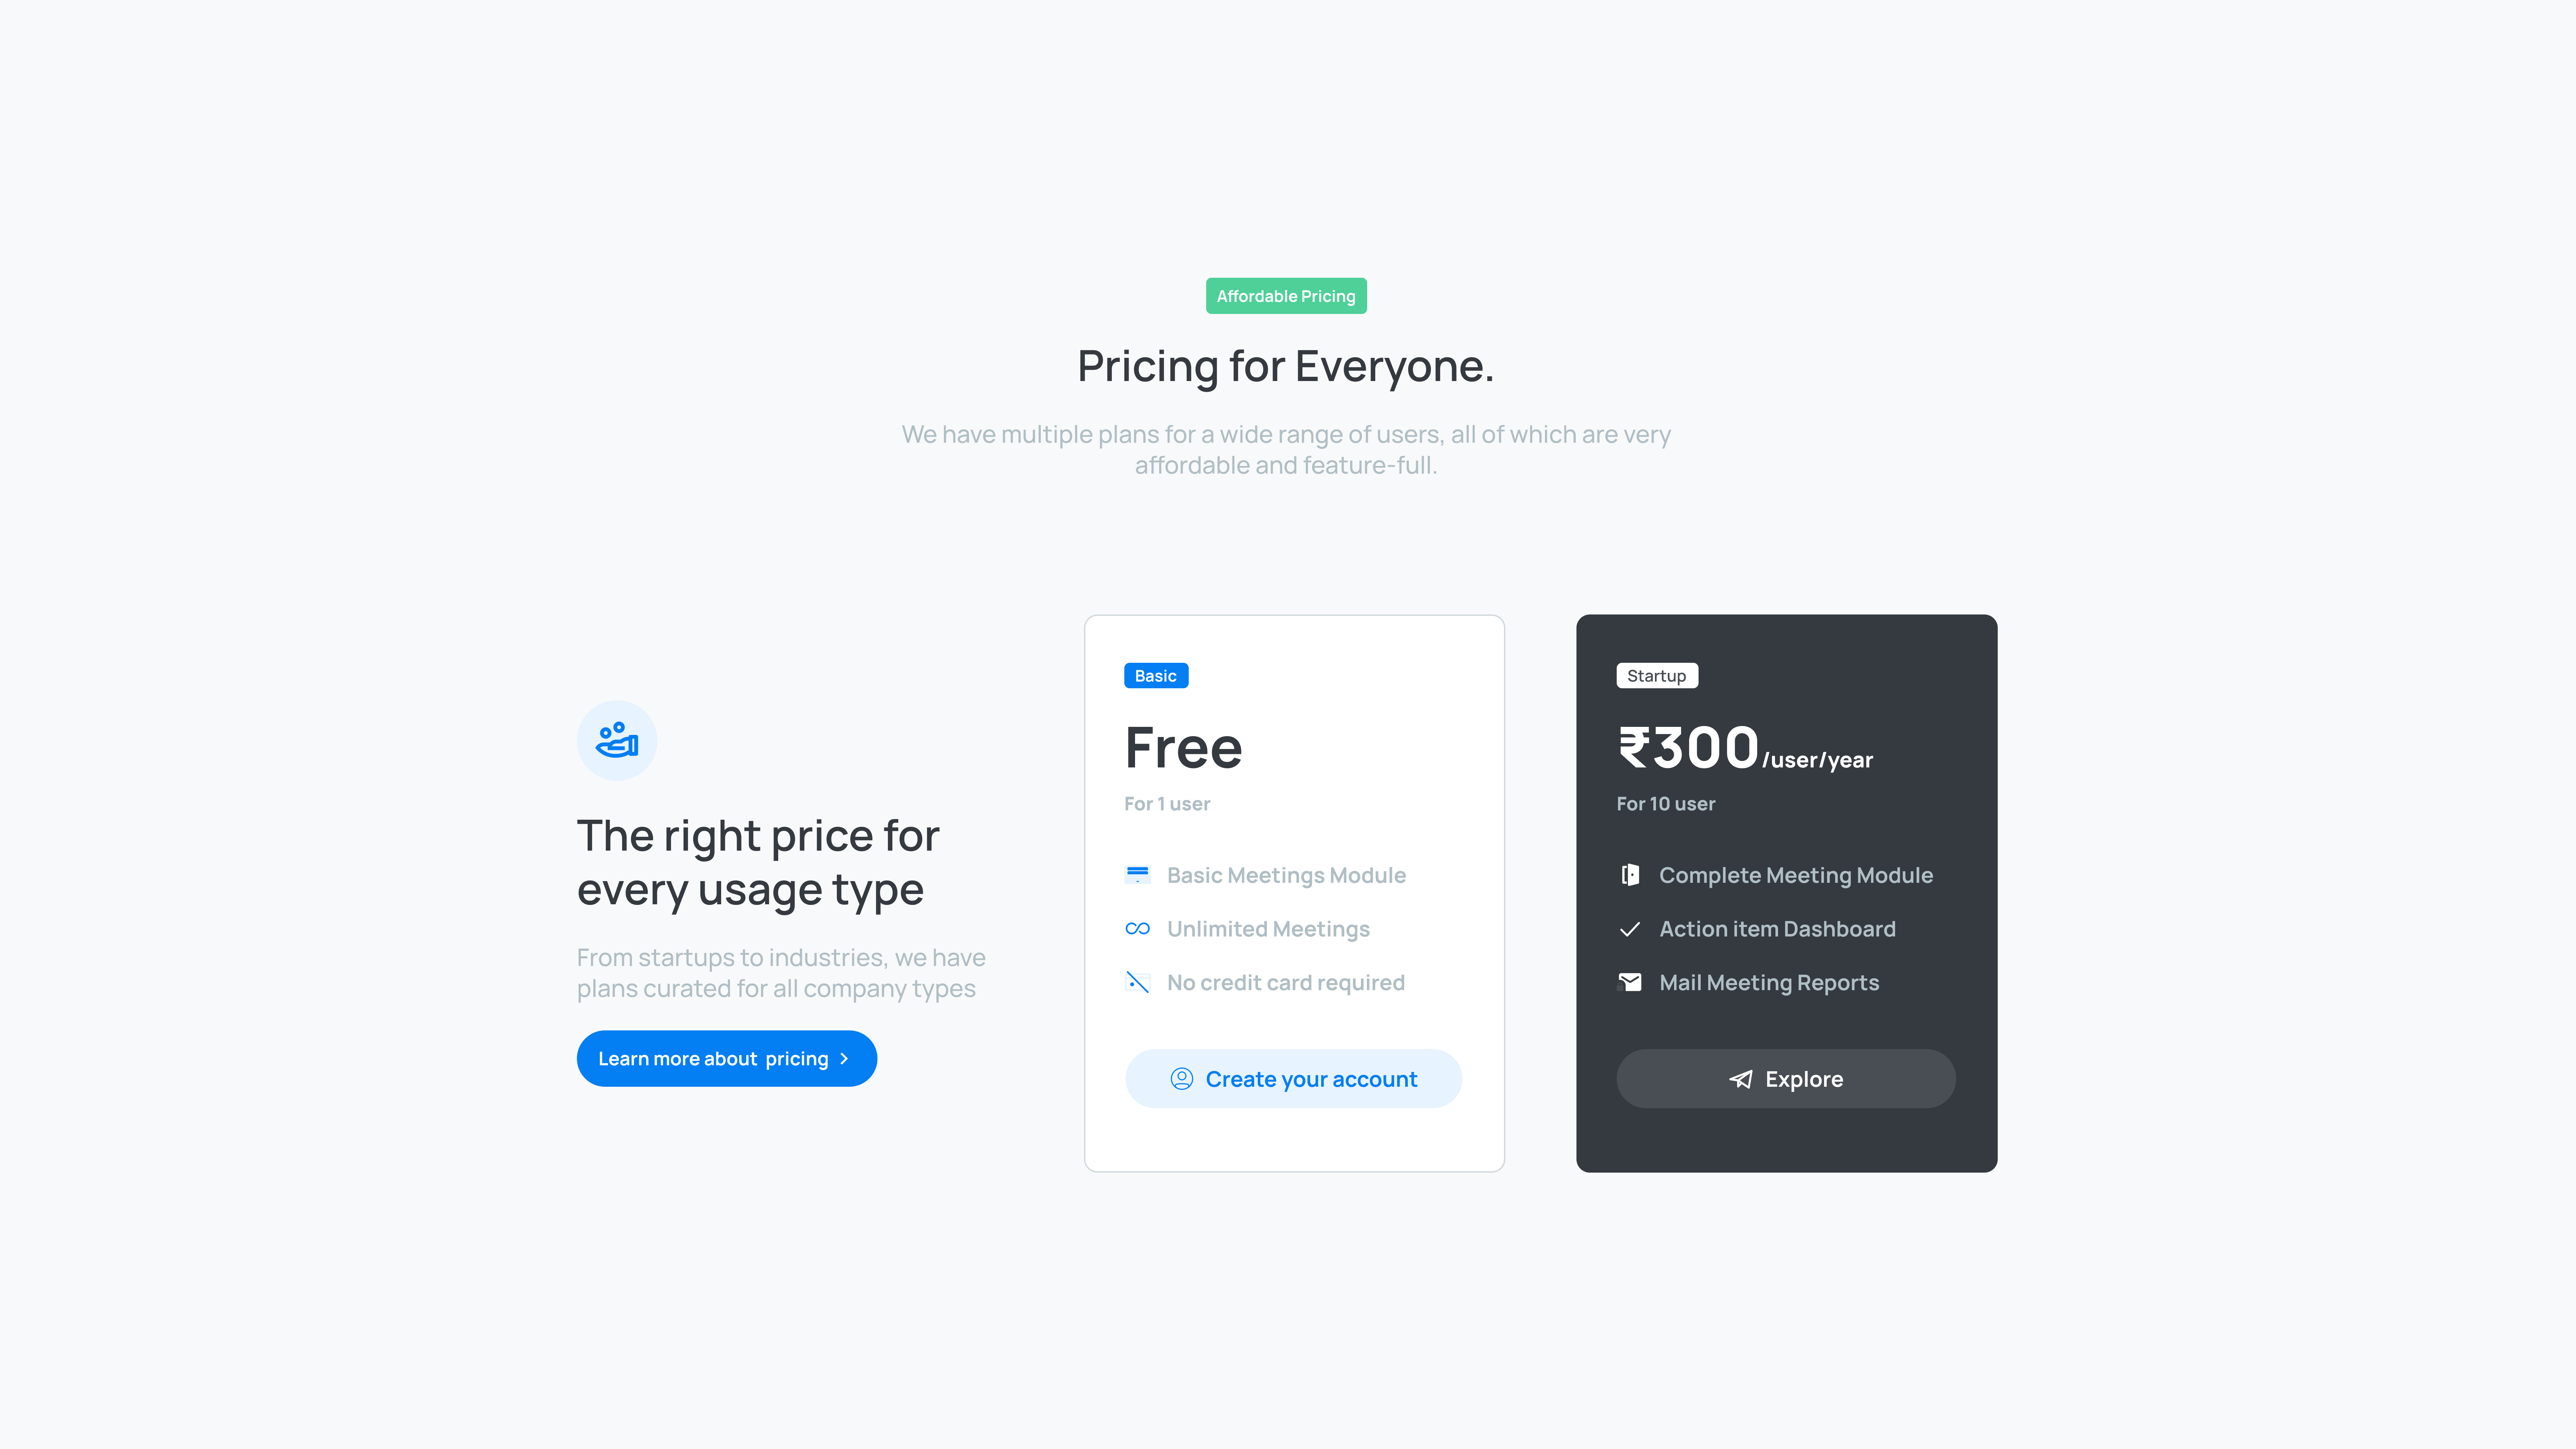 Affordable Pricing
Pricing for Everyone.
We have multiple plans for a wide range of users, all of which are very
affordable and feature-full.
The right price for
every usage type
From startups to industries, we have
plans curated for all company types
Learn more about  pricing
Basic
Free
For 1 user
Basic Meetings Module
Unlimited Meetings
No credit card required
Create your account
Startup
₹300/user/year
For 10 user
Complete Meeting Module
Action item Dashboard
Mail Meeting Reports
Explore